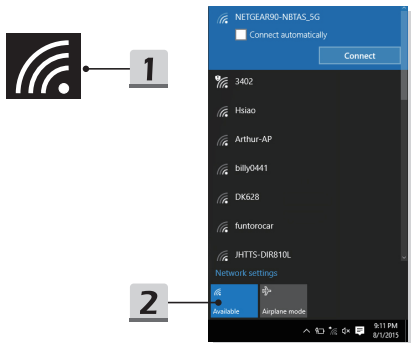 1
NETGEAR90-NBTAS_5G
Connect automatically
Connect
3402
Hsiao
Arthur-AP
billy0441
DK628
funtorocar
JHTTS-DIR810L
Network settings
2
Available
Airplane mode
9:11 PM
8/1/2015